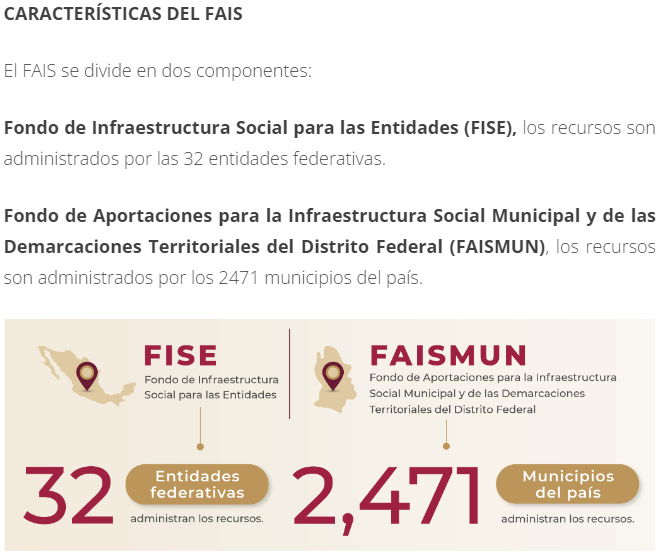 CARACTERÍSTICAS DEL FAIS
El FAIS se divide en dos componentes:
Fondo de Infraestructura Social para las Entidades (FISE), los recursos son
administrados por las 32 entidades federativas.
Fondo de Aportaciones para la Infraestructura Social Municipal y de las
Demarcaciones Territoriales del Distrito Federal (FAISMUN), los recursos
son administrados por los 2471 municipios del país.
FISE
Fondo de Infraestructura
Social para las Entidades
32
Entidades
federativas
administran los recursos.
FAISMUN
Fondo de Aportaciones para la Infraestructura
Social Municipal y de las Demarcaciones
Territoriales del Distrito Federal
2,471
Municipios
del país
administran los recursos.